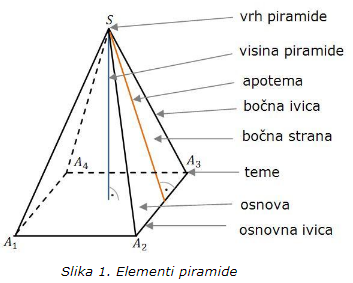 S
vrh piramide
visina piramide
apotema
bočna ivica
bočna strana
A₄
A₃
teme
osnova
osnovna ivica
A₁
A₂
Slika 1. Elementi piramide